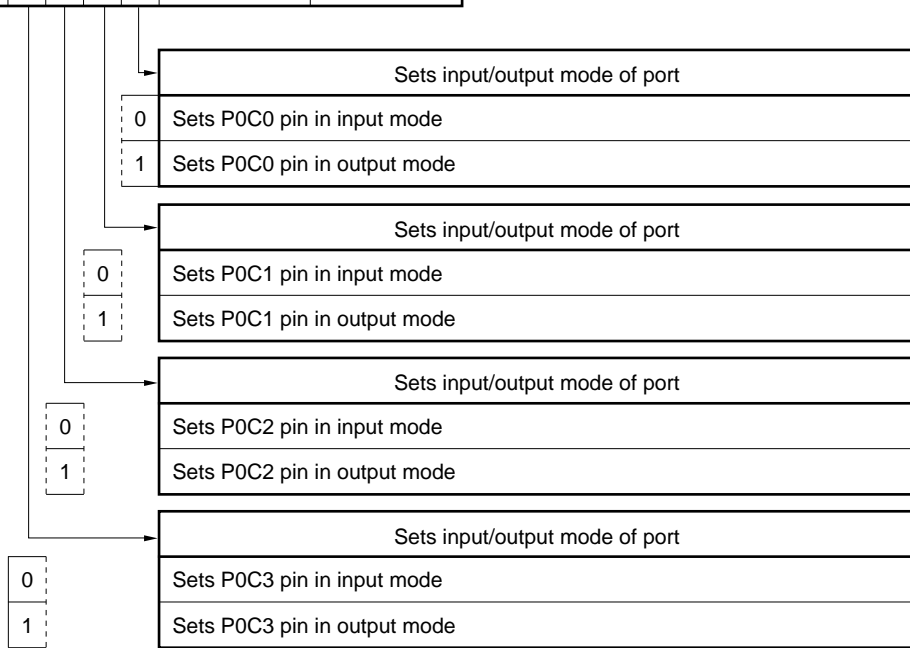 Sets input/output mode of port
0 Sets P0C0 pin in input mode
1 Sets P0C0 pin in output mode
Sets input/output mode of port
0 Sets P0C1 pin in input mode
1 Sets P0C1 pin in output mode
Sets input/output mode of port
0 Sets P0C2 pin in input mode
1 Sets P0C2 pin in output mode
Sets input/output mode of port
0 Sets P0C3 pin in input mode
1 Sets P0C3 pin in output mode